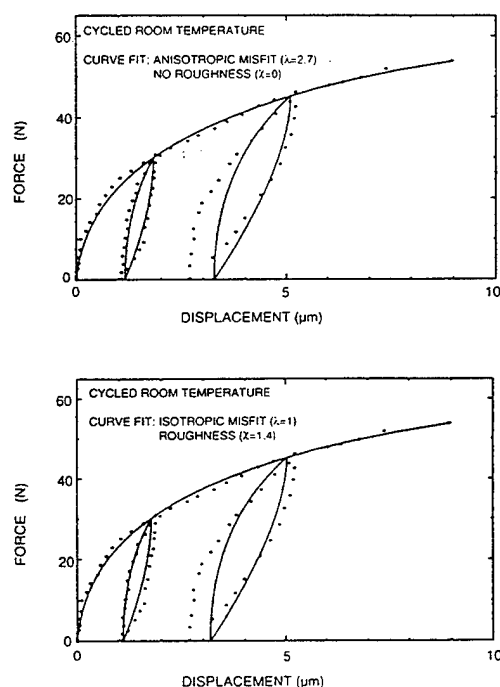 CYCLED ROOM TEMPERATURE
CURVE FIT: ANISOTROPIC MISFIT (λ=2.7)
NO ROUGHNESS (χ=0)
FORCE (N)
60
40
20
0
0
5
10
DISPLACEMENT (μm)
CYCLED ROOM TEMPERATURE
CURVE FIT: ISOTROPIC MISFIT (λ=1)
ROUGHNESS (χ=1.4)
FORCE (N)
60
40
20
0
0
5
10
DISPLACEMENT (μm)